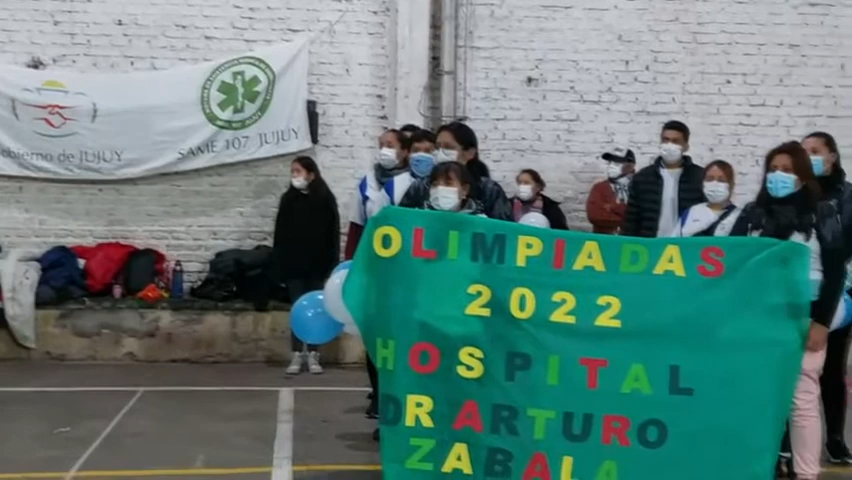 obierno de JUJUY
SAME 107 JUJUY
OLIMPIADAS
2022
HOSPITAL
DR ARTURO
ZABALA